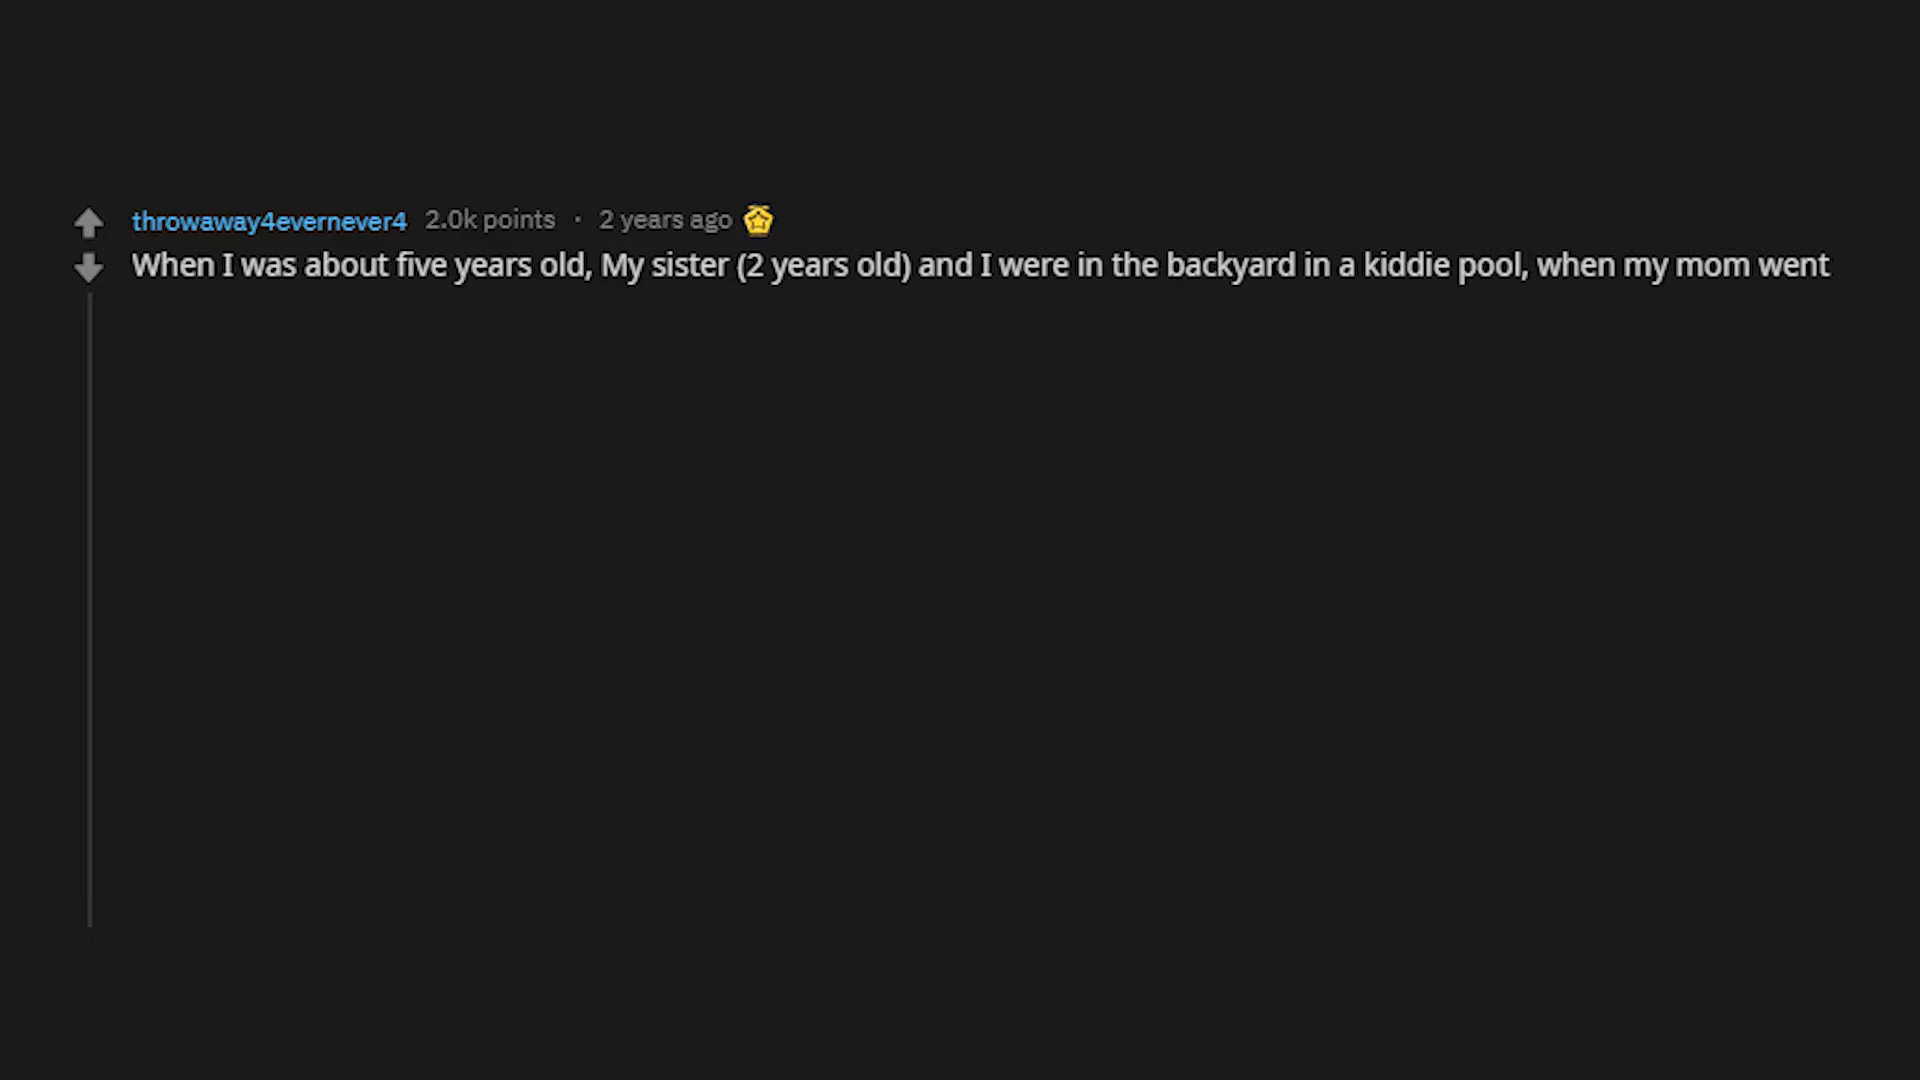 throwaway4evernever4 2.0k points · 2 years ago
When I was about five years old, My sister (2 years old) and I were in the backyard in a kiddie pool, when my mom went